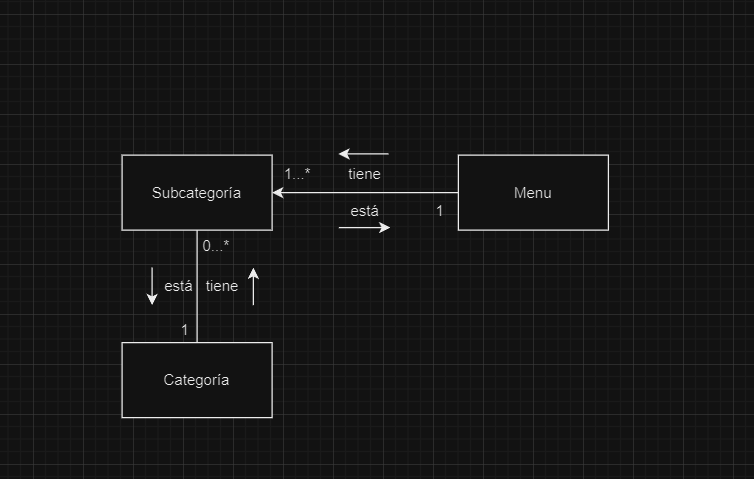 Subcategoría
1...*
tiene
está
1
Menu
0...*
está
tiene
1
Categoría